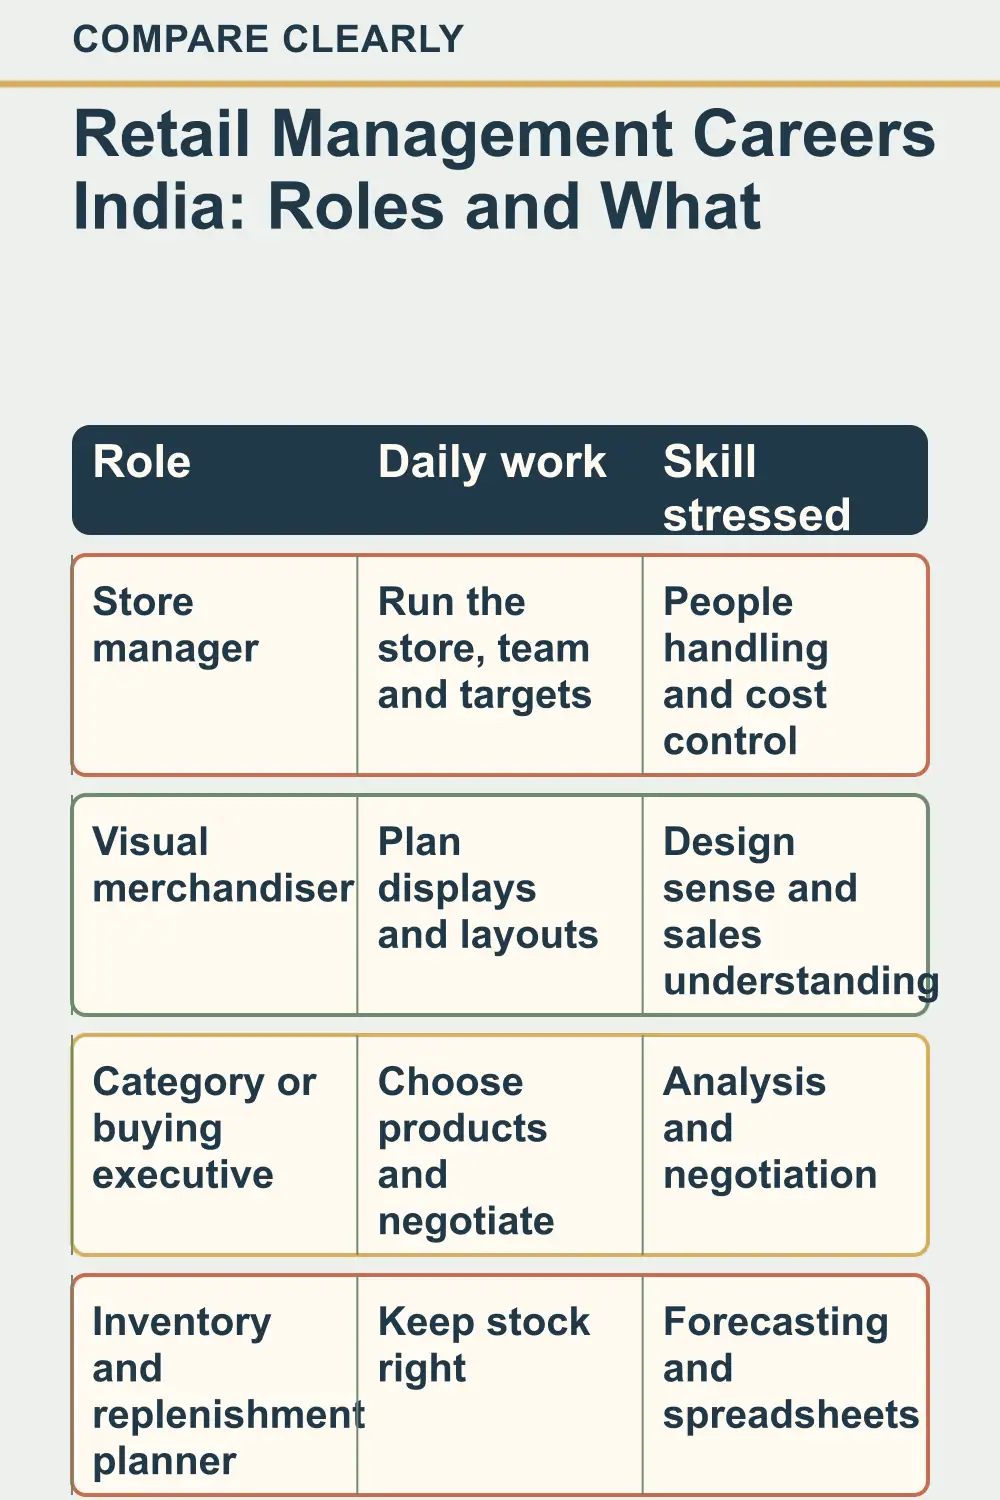 COMPARE CLEARLY
Retail Management Careers
India: Roles and What
Role
Daily work
Skill
stressed
Store
manager
Run the
store, team
and targets
People
handling
and cost
control
Visual
merchandiser
Plan
displays
and layouts
Design
sense and
sales
understanding
Category or
buying
executive
Choose
products
and
negotiate
Analysis
and
negotiation
Inventory
and
replenishment
planner
Keep stock
right
Forecasting
and
spreadsheets